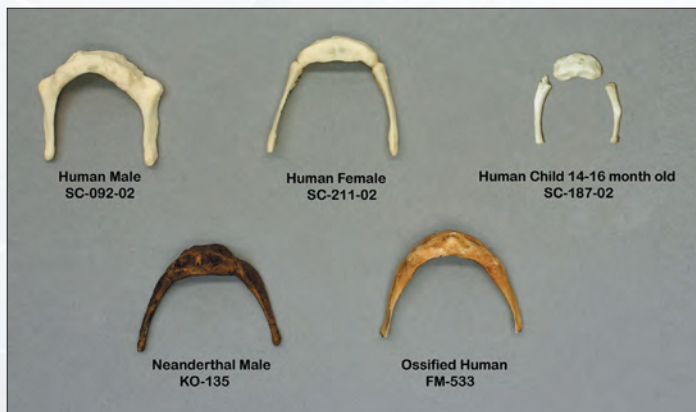 Human Male
SC-092-02
Human Female
SC-211-02
Human Child 14-16 month old
SC-187-02
Neanderthal Male
KO-135
Ossified Human
FM-533